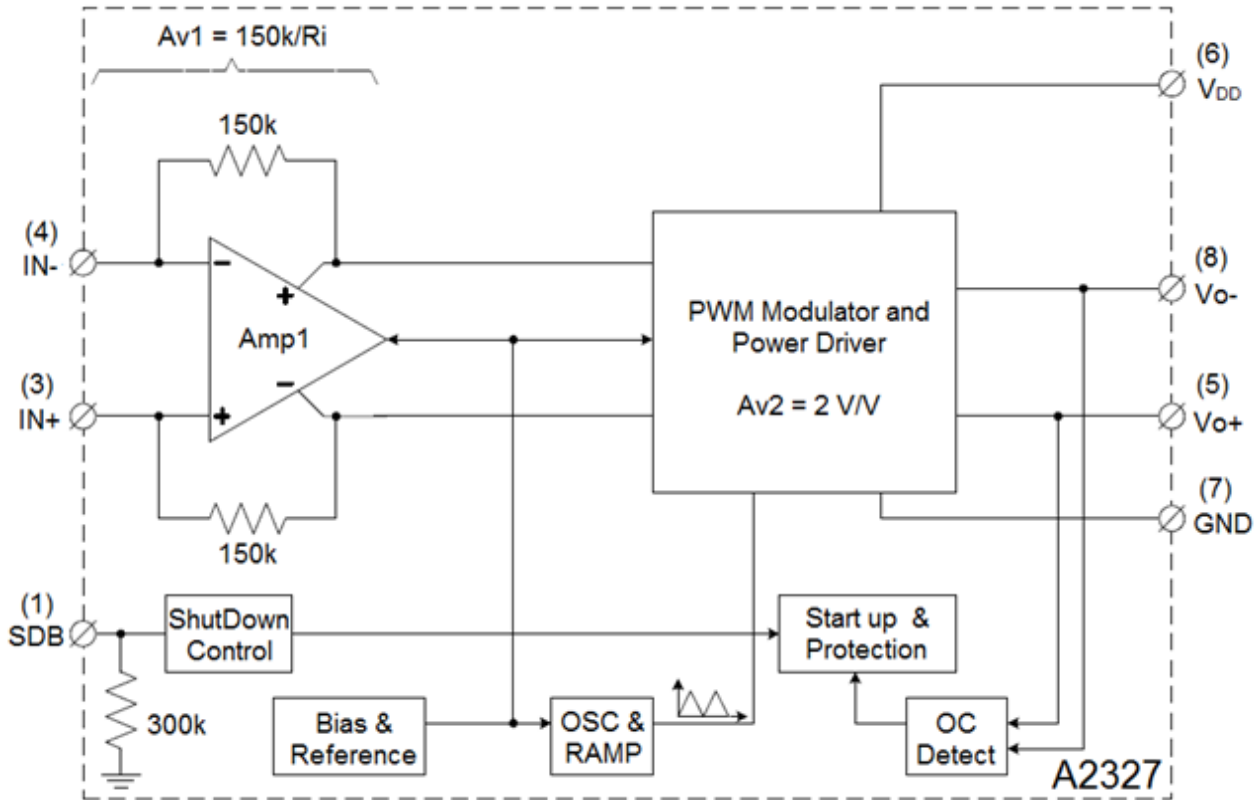 Av1 = 150k/Ri
(6)
VDD
150k
(4)
IN-
-
+
Amp1
-
+
(3)
IN+
150k
PWM Modulator and
Power Driver
Av2 = 2 V/V
(8)
Vo-
(5)
Vo+
(7)
GND
(1)
SDB
ShutDown
Control
300k
Start up &
Protection
Bias &
Reference
OSC &
RAMP
OC
Detect
A2327